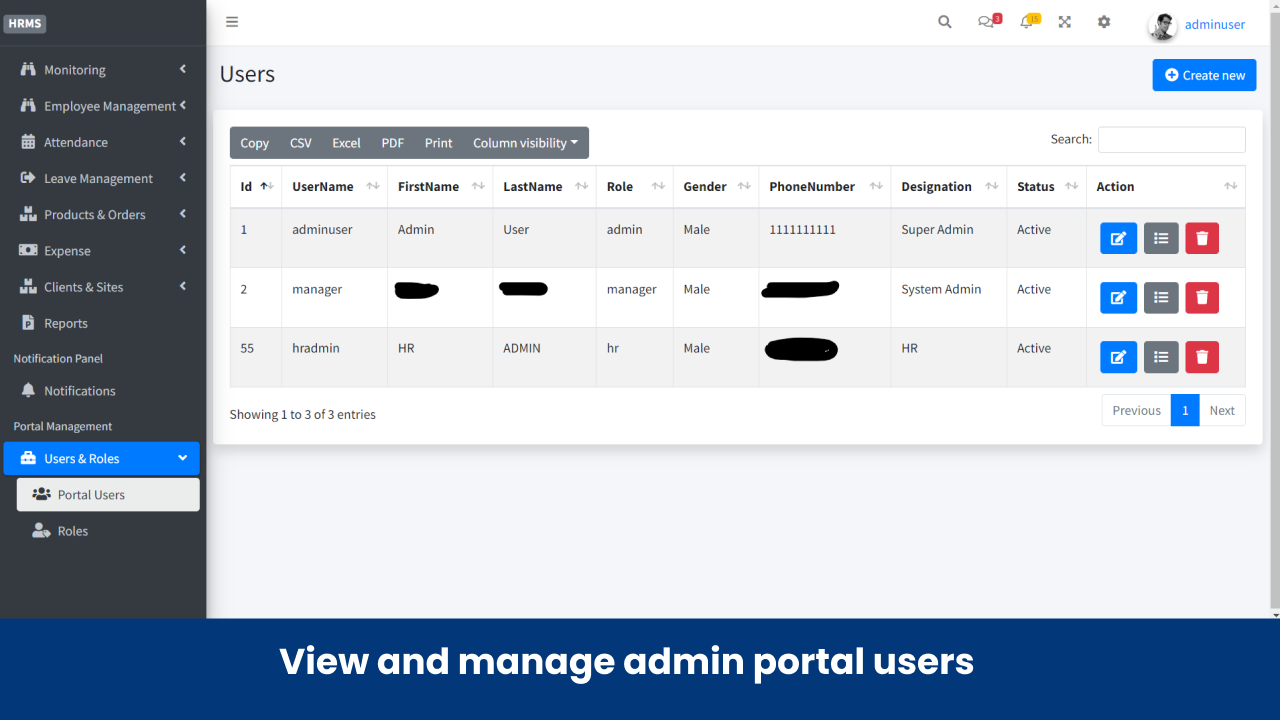 HRMS
3
15
adminuser
Monitoring
Employee Management
Attendance
Leave Management
Products & Orders
Expense
Clients & Sites
Reports
Notification Panel
Notifications
Portal Management
Users & Roles
Portal Users
Roles
Users
Create new
Copy CSV Excel PDF Print Column visibility
Search:
Id UserName FirstName LastName Role Gender PhoneNumber Designation Status Action
1 adminuser Admin User admin Male 1111111111 Super Admin Active
2 manager manager Male System Admin Active
55 hradmin HR ADMIN hr Male HR Active
Showing 1 to 3 of 3 entries
Previous 1 Next
View and manage admin portal users